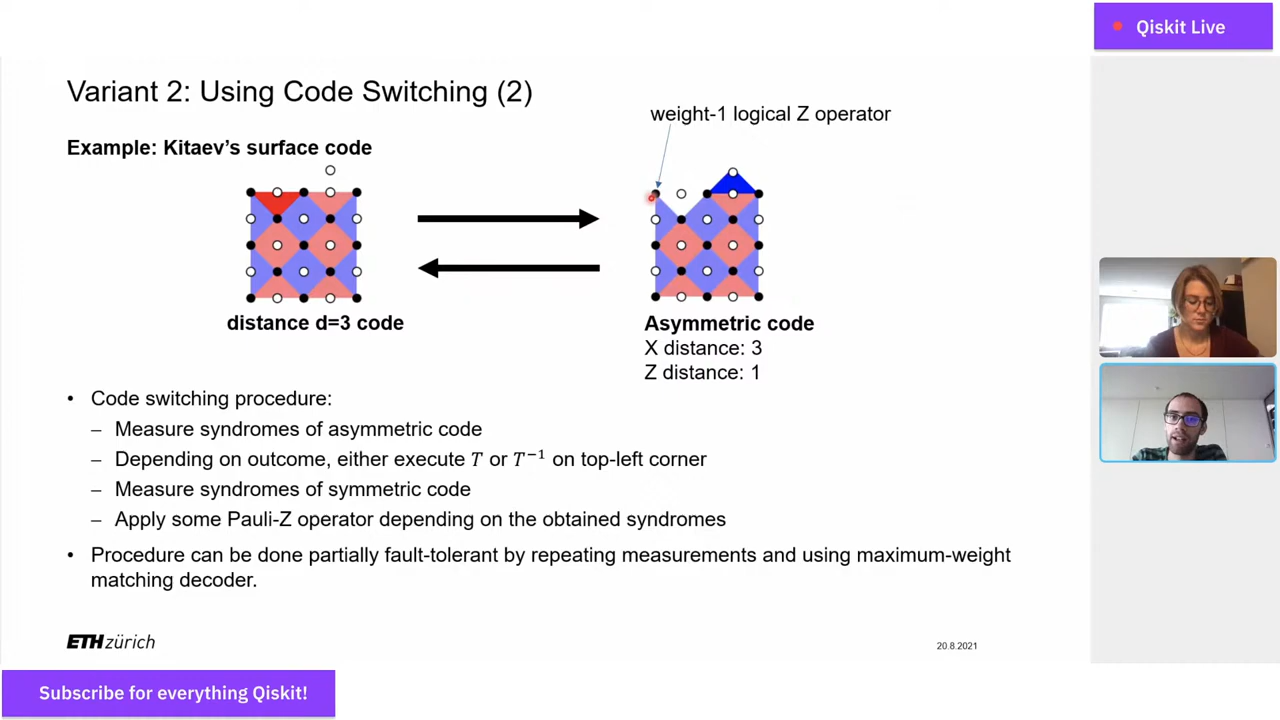 Qiskit Live
Variant 2: Using Code Switching (2)
weight-1 logical Z operator
Example: Kitaev's surface code
distance d=3 code
Asymmetric code
X distance: 3
Z distance: 1
• Code switching procedure:
– Measure syndromes of asymmetric code
– Depending on outcome, either execute T or T⁻¹ on top-left corner
– Measure syndromes of symmetric code
– Apply some Pauli-Z operator depending on the obtained syndromes
• Procedure can be done partially fault-tolerant by repeating measurements and using maximum-weight
matching decoder.
ETH zürich
20.8.2021
Subscribe for everything Qiskit!